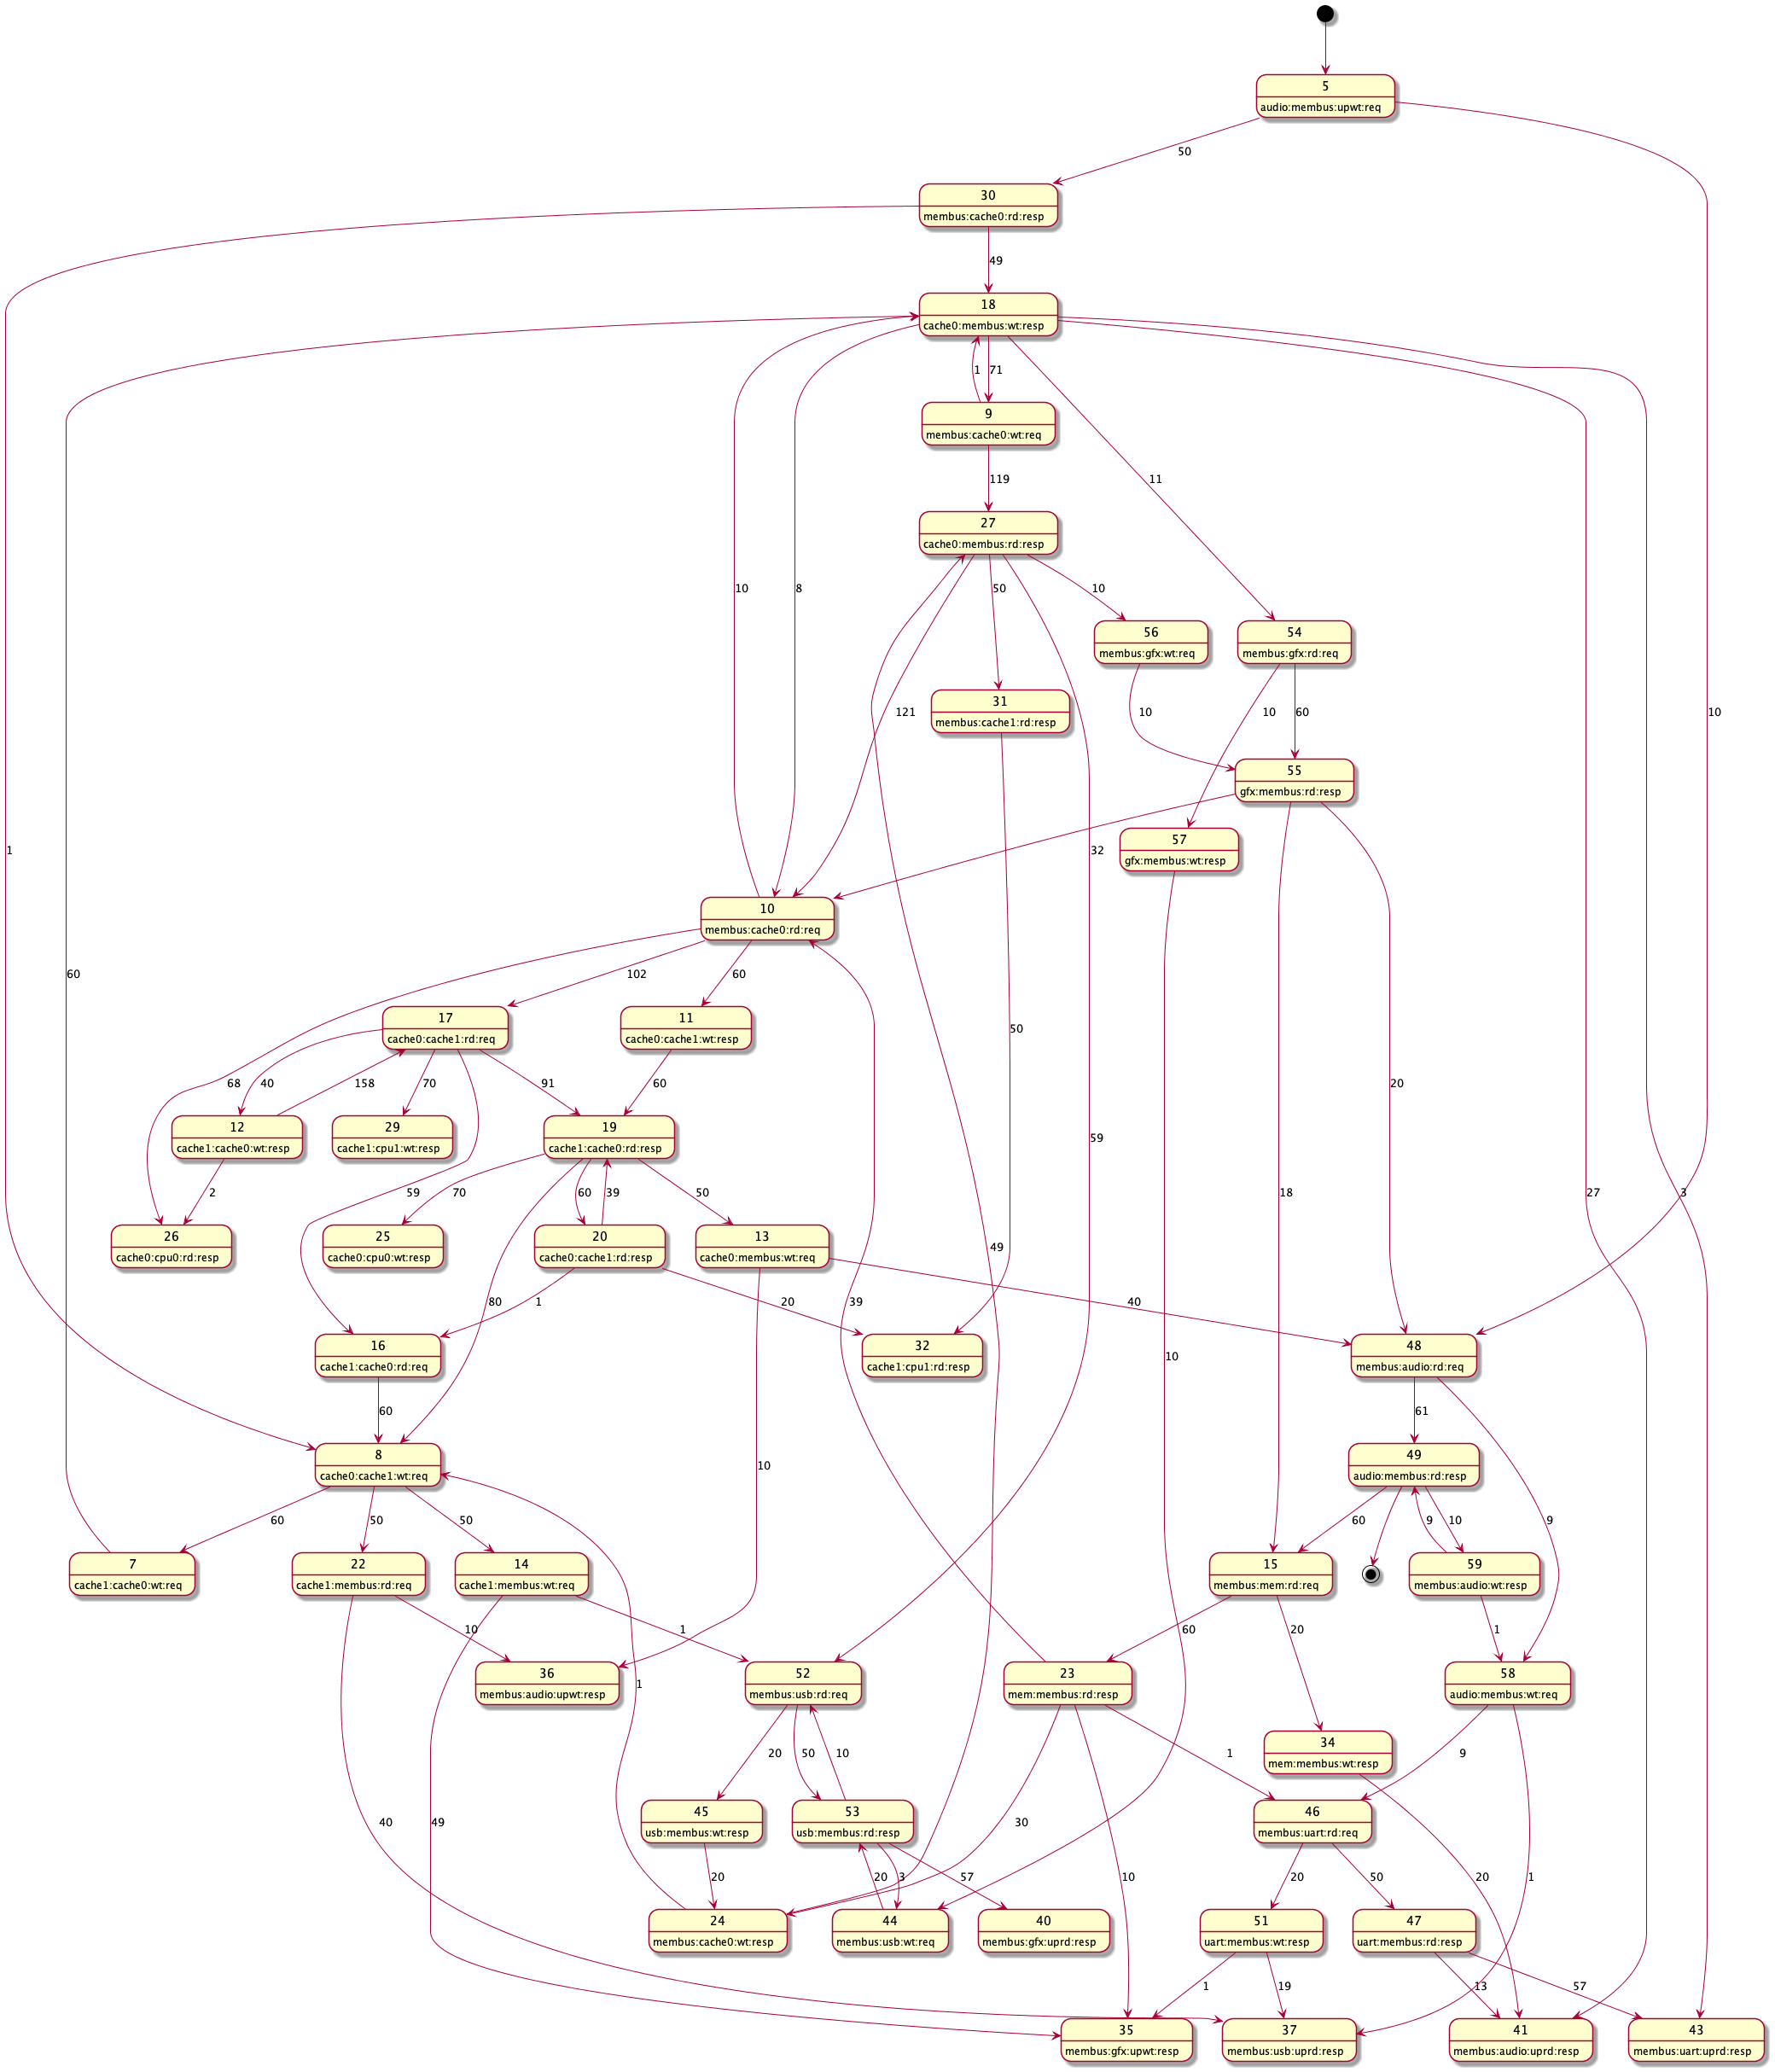 5
audio:membus:upwt:req
50
30
membus:cache0:rd:resp
49
18
cache0:membus:wt:resp
1
71
9
membus:cache0:wt:req
11
119
27
cache0:membus:rd:resp
10
8
50
10
56
membus:gfx:wt:req
54
membus:gfx:rd:req
31
membus:cache1:rd:resp
121
10
10
60
10
55
gfx:membus:rd:resp
57
gfx:membus:wt:resp
1
32
10
membus:cache0:rd:req
60
102
60
17
cache0:cache1:rd:req
11
cache0:cache1:wt:resp
50
68
40
158
70
91
60
20
12
cache1:cache0:wt:resp
29
cache1:cpu1:wt:resp
19
cache1:cache0:rd:resp
59
2
59
70
60
39
50
49
18
27
3
26
cache0:cpu0:rd:resp
25
cache0:cpu0:wt:resp
20
cache0:cache1:rd:resp
13
cache0:membus:wt:req
80
1
20
39
40
16
cache1:cache0:rd:req
32
cache1:cpu1:rd:resp
48
membus:audio:rd:req
10
60
61
8
cache0:cache1:wt:req
49
audio:membus:rd:resp
10
60
50
50
60
9
10
9
7
cache1:cache0:wt:req
22
cache1:membus:rd:req
14
cache1:membus:wt:req
15
membus:mem:rd:req
59
membus:audio:wt:resp
10
1
60
20
1
36
membus:audio:upwt:resp
52
membus:usb:rd:req
23
mem:membus:rd:resp
58
audio:membus:wt:req
1
20
50
10
1
9
34
mem:membus:wt:resp
45
usb:membus:wt:resp
53
usb:membus:rd:resp
46
membus:uart:rd:req
40
49
30
20
20
3
57
10
20
50
20
1
24
membus:cache0:wt:resp
44
membus:usb:wt:req
40
membus:gfx:uprd:resp
51
uart:membus:wt:resp
47
uart:membus:rd:resp
1
19
13
57
35
membus:gfx:upwt:resp
37
membus:usb:uprd:resp
41
membus:audio:uprd:resp
43
membus:uart:uprd:resp